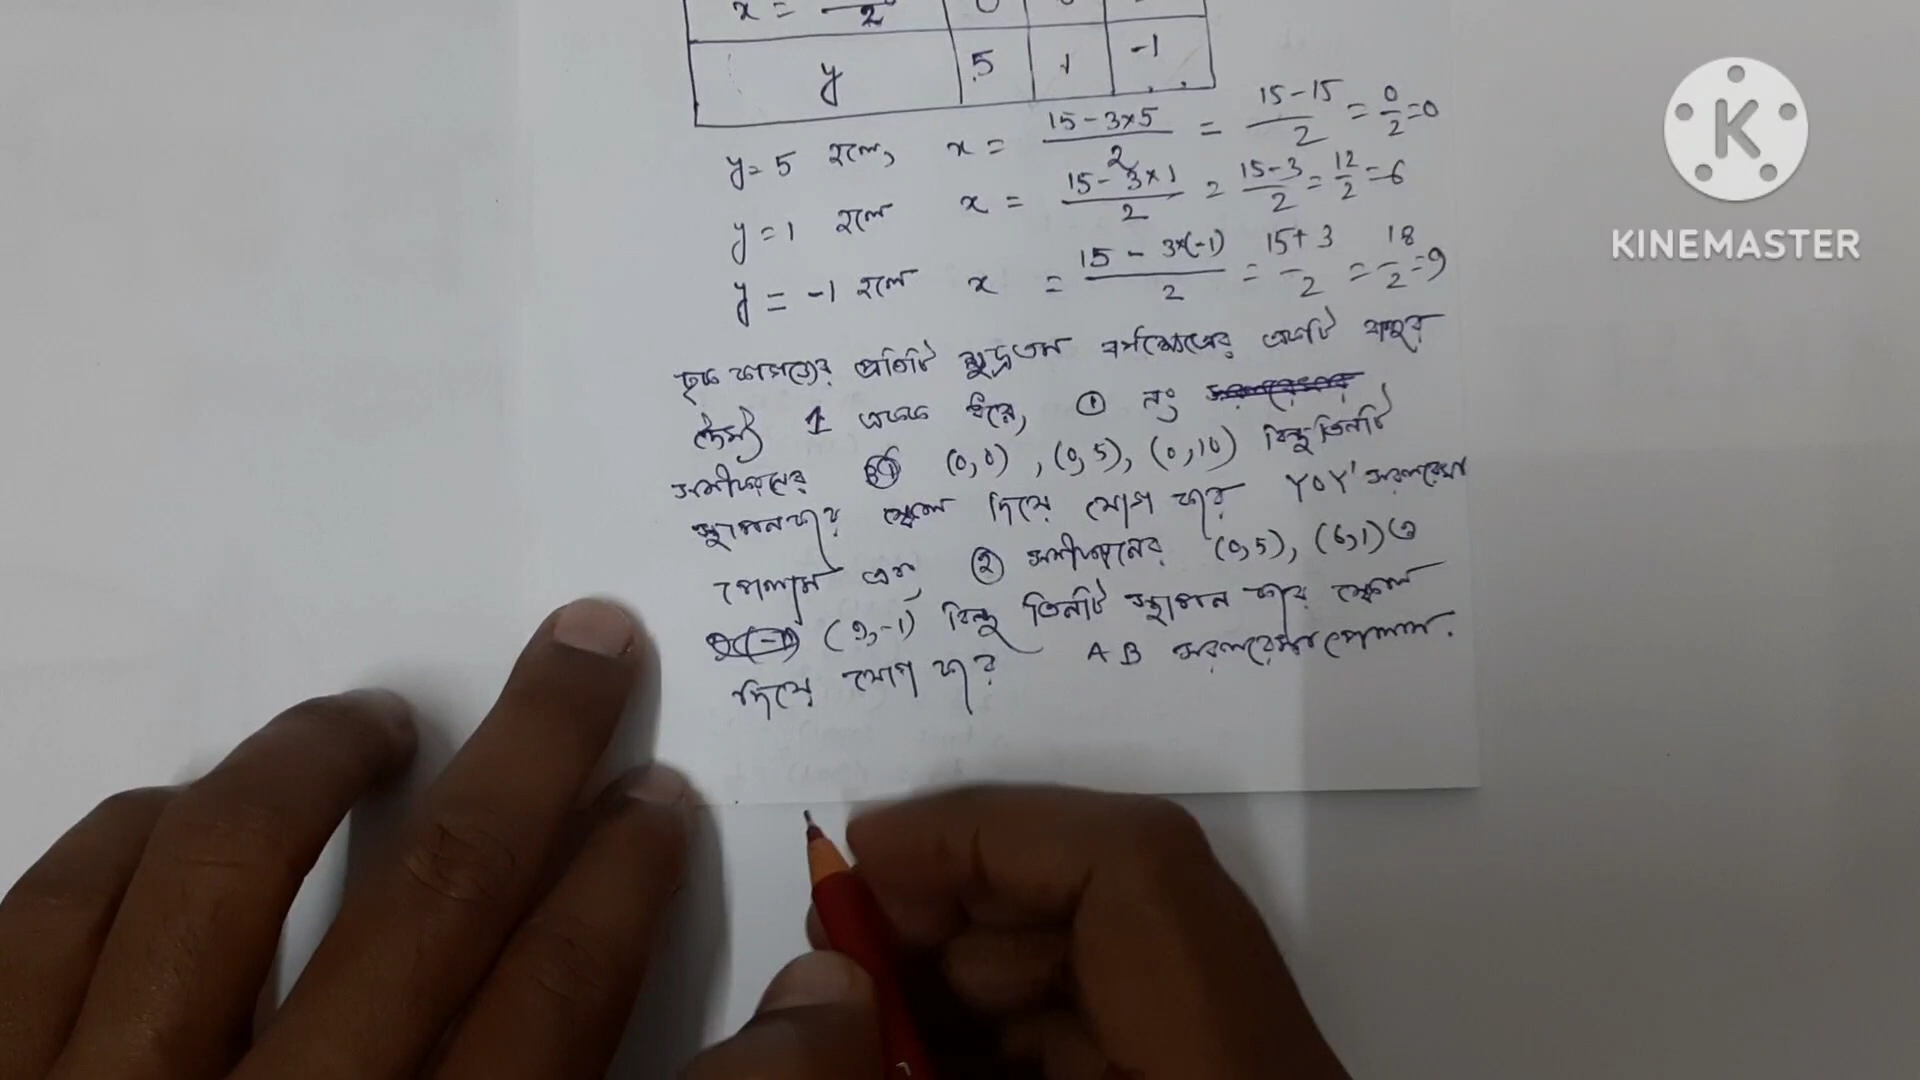 x = 2 0
y 5 1 -1
y = 5 হলে, x = 15 - 3×5 / 2 = 15 - 15 / 2 = 0/2 = 0
y = 1 হলে x = 15 - 3×1 / 2 = 15 - 3 / 2 = 12/2 = 6
y = -1 হলে x = 15 - 3×(-1) / 2 = 15 + 3 / 2 = 18/2 = 9
ছক কাগজের প্রতিটি ক্ষুদ্রতম বর্গক্ষেত্রের একটি বাহুর
দৈর্ঘ্য 1 একক ধরে, ① নং
সমীকরণের (0,0), (0,5), (0,10) বিন্দু তিনটি
স্থাপন করে স্কেল দিয়ে যোগ করে YOY' সরলরেখা
পেলাম এবং ② সমীকরণের (0,5), (6,1) ও
(9,-1) বিন্দু তিনটি স্থাপন করে স্কেল
দিয়ে যোগ করে AB সরলরেখা পেলাম.
K
KINEMASTER